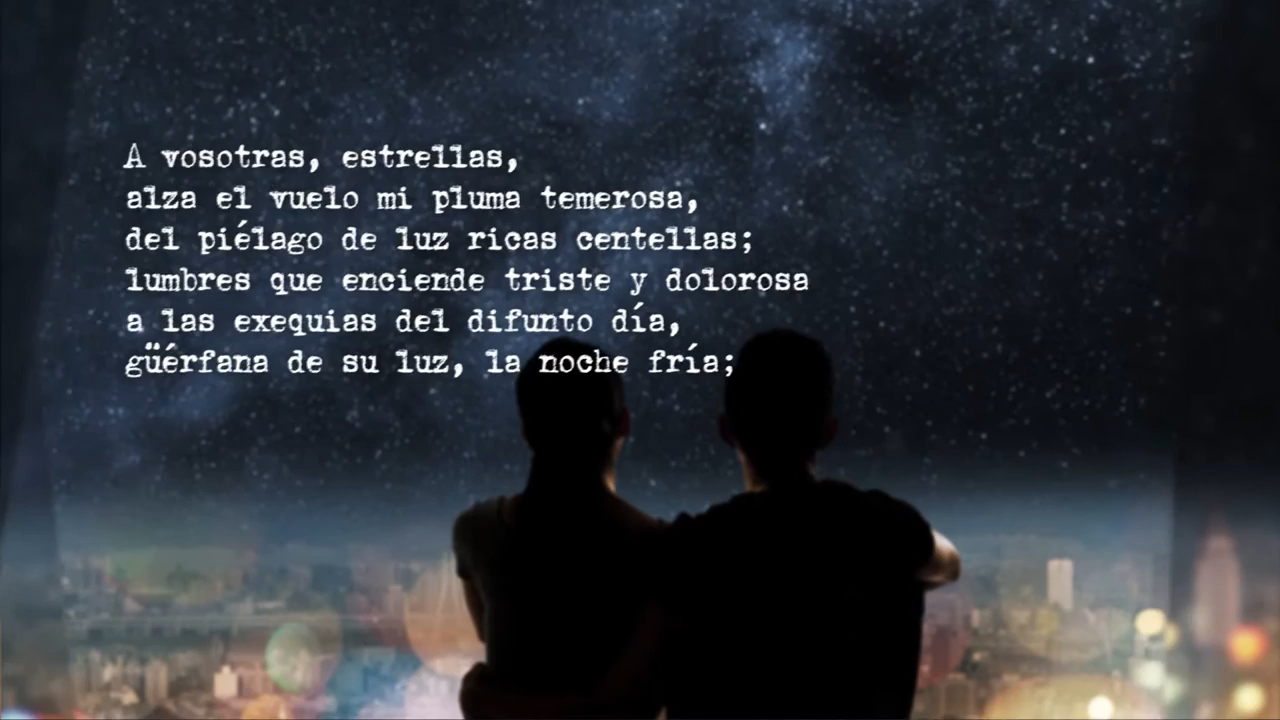 A vosotras, estrellas,
alza el vuelo mi pluma temerosa,
del piélago de luz ricas centellas;
lumbres que enciende triste y dolorosa
a las exequias del difunto día,
güérfana de su luz, la noche fría;